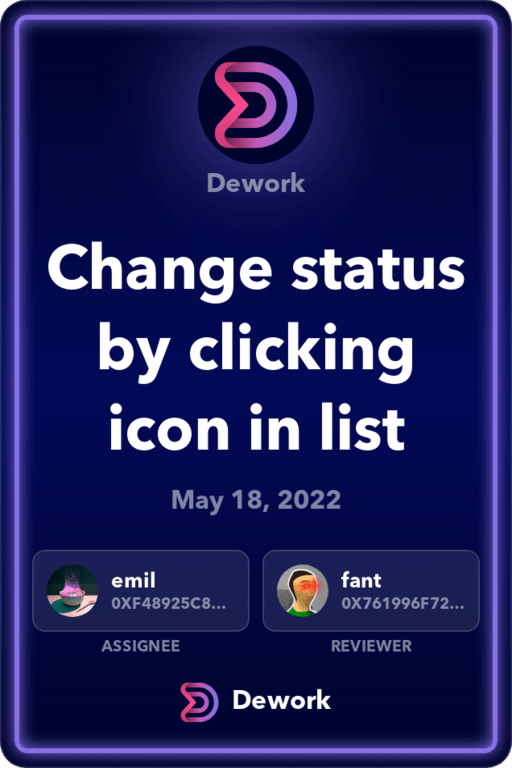 Dework
Change status
by clicking
icon in list
May 18, 2022
emil
0XF48925C8...
fant
0X761996F72...
ASSIGNEE
REVIEWER
Dework